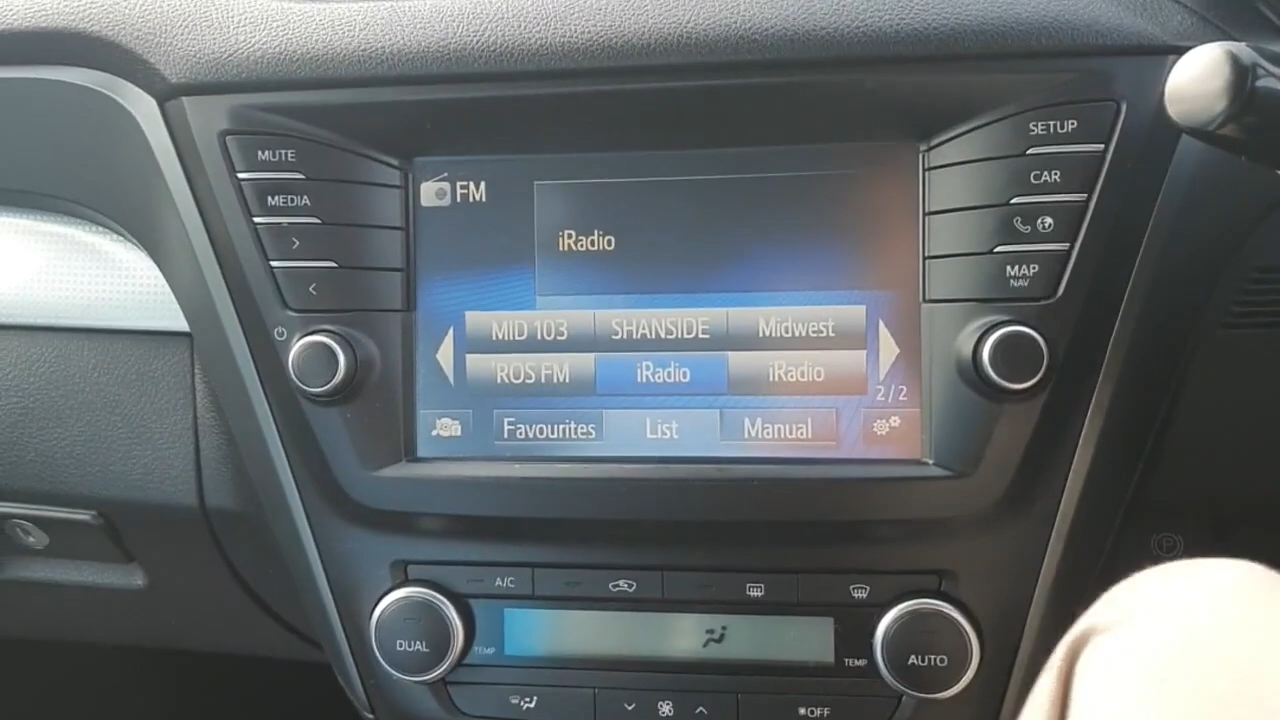 MUTE
MEDIA
>
<
FM
iRadio
MID 103 SHANSIDE Midwest
ROS FM iRadio iRadio
2/2
Favourites List Manual
SETUP
CAR
MAP
NAV
A/C
DUAL
TEMP
TEMP
AUTO
OFF
P